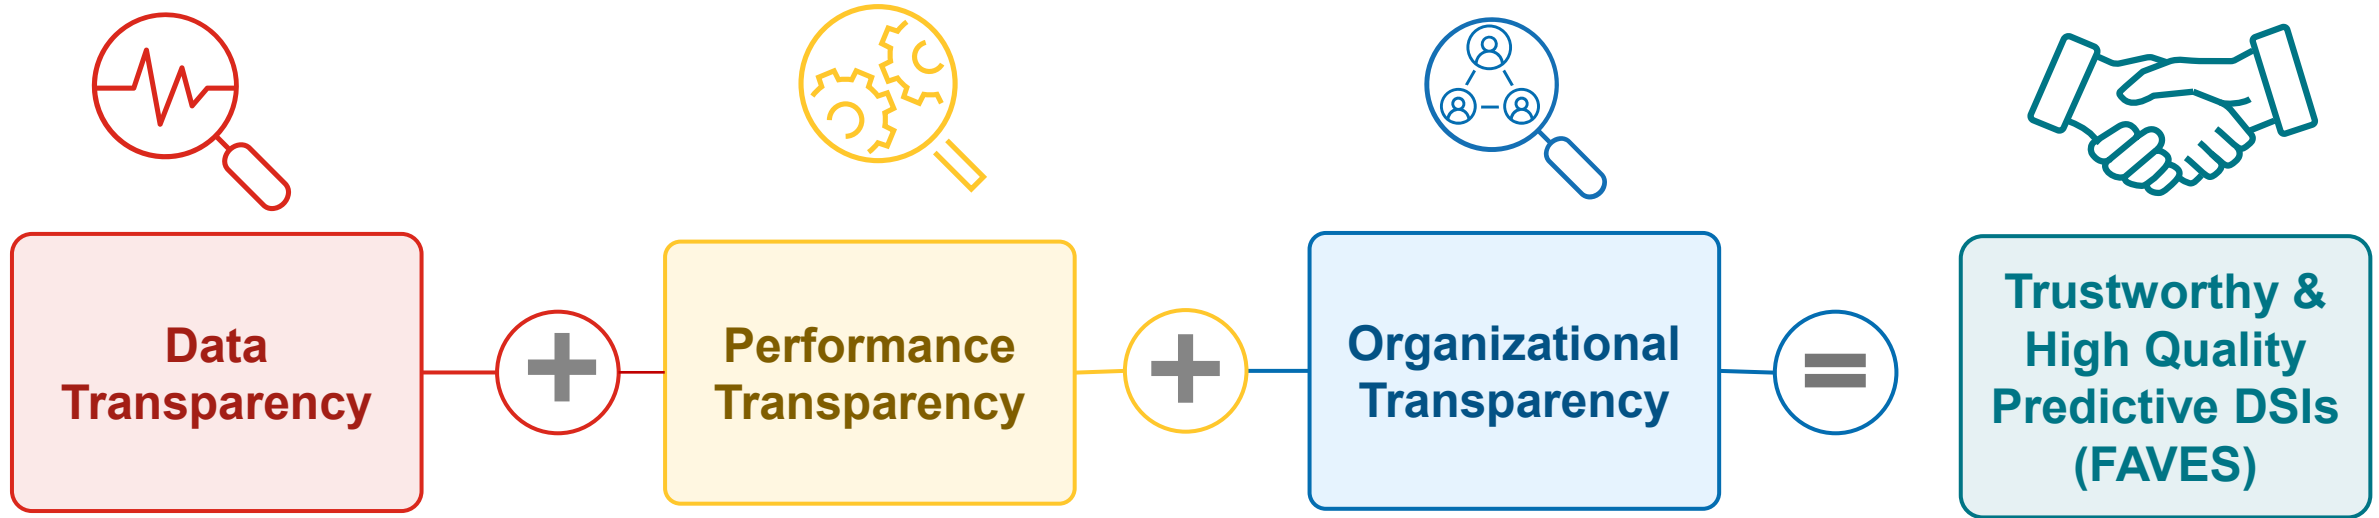 Data
Transparency
+
Performance
Transparency
+
Organizational
Transparency
=
Trustworthy &
High Quality
Predictive DSIs
(FAVES)